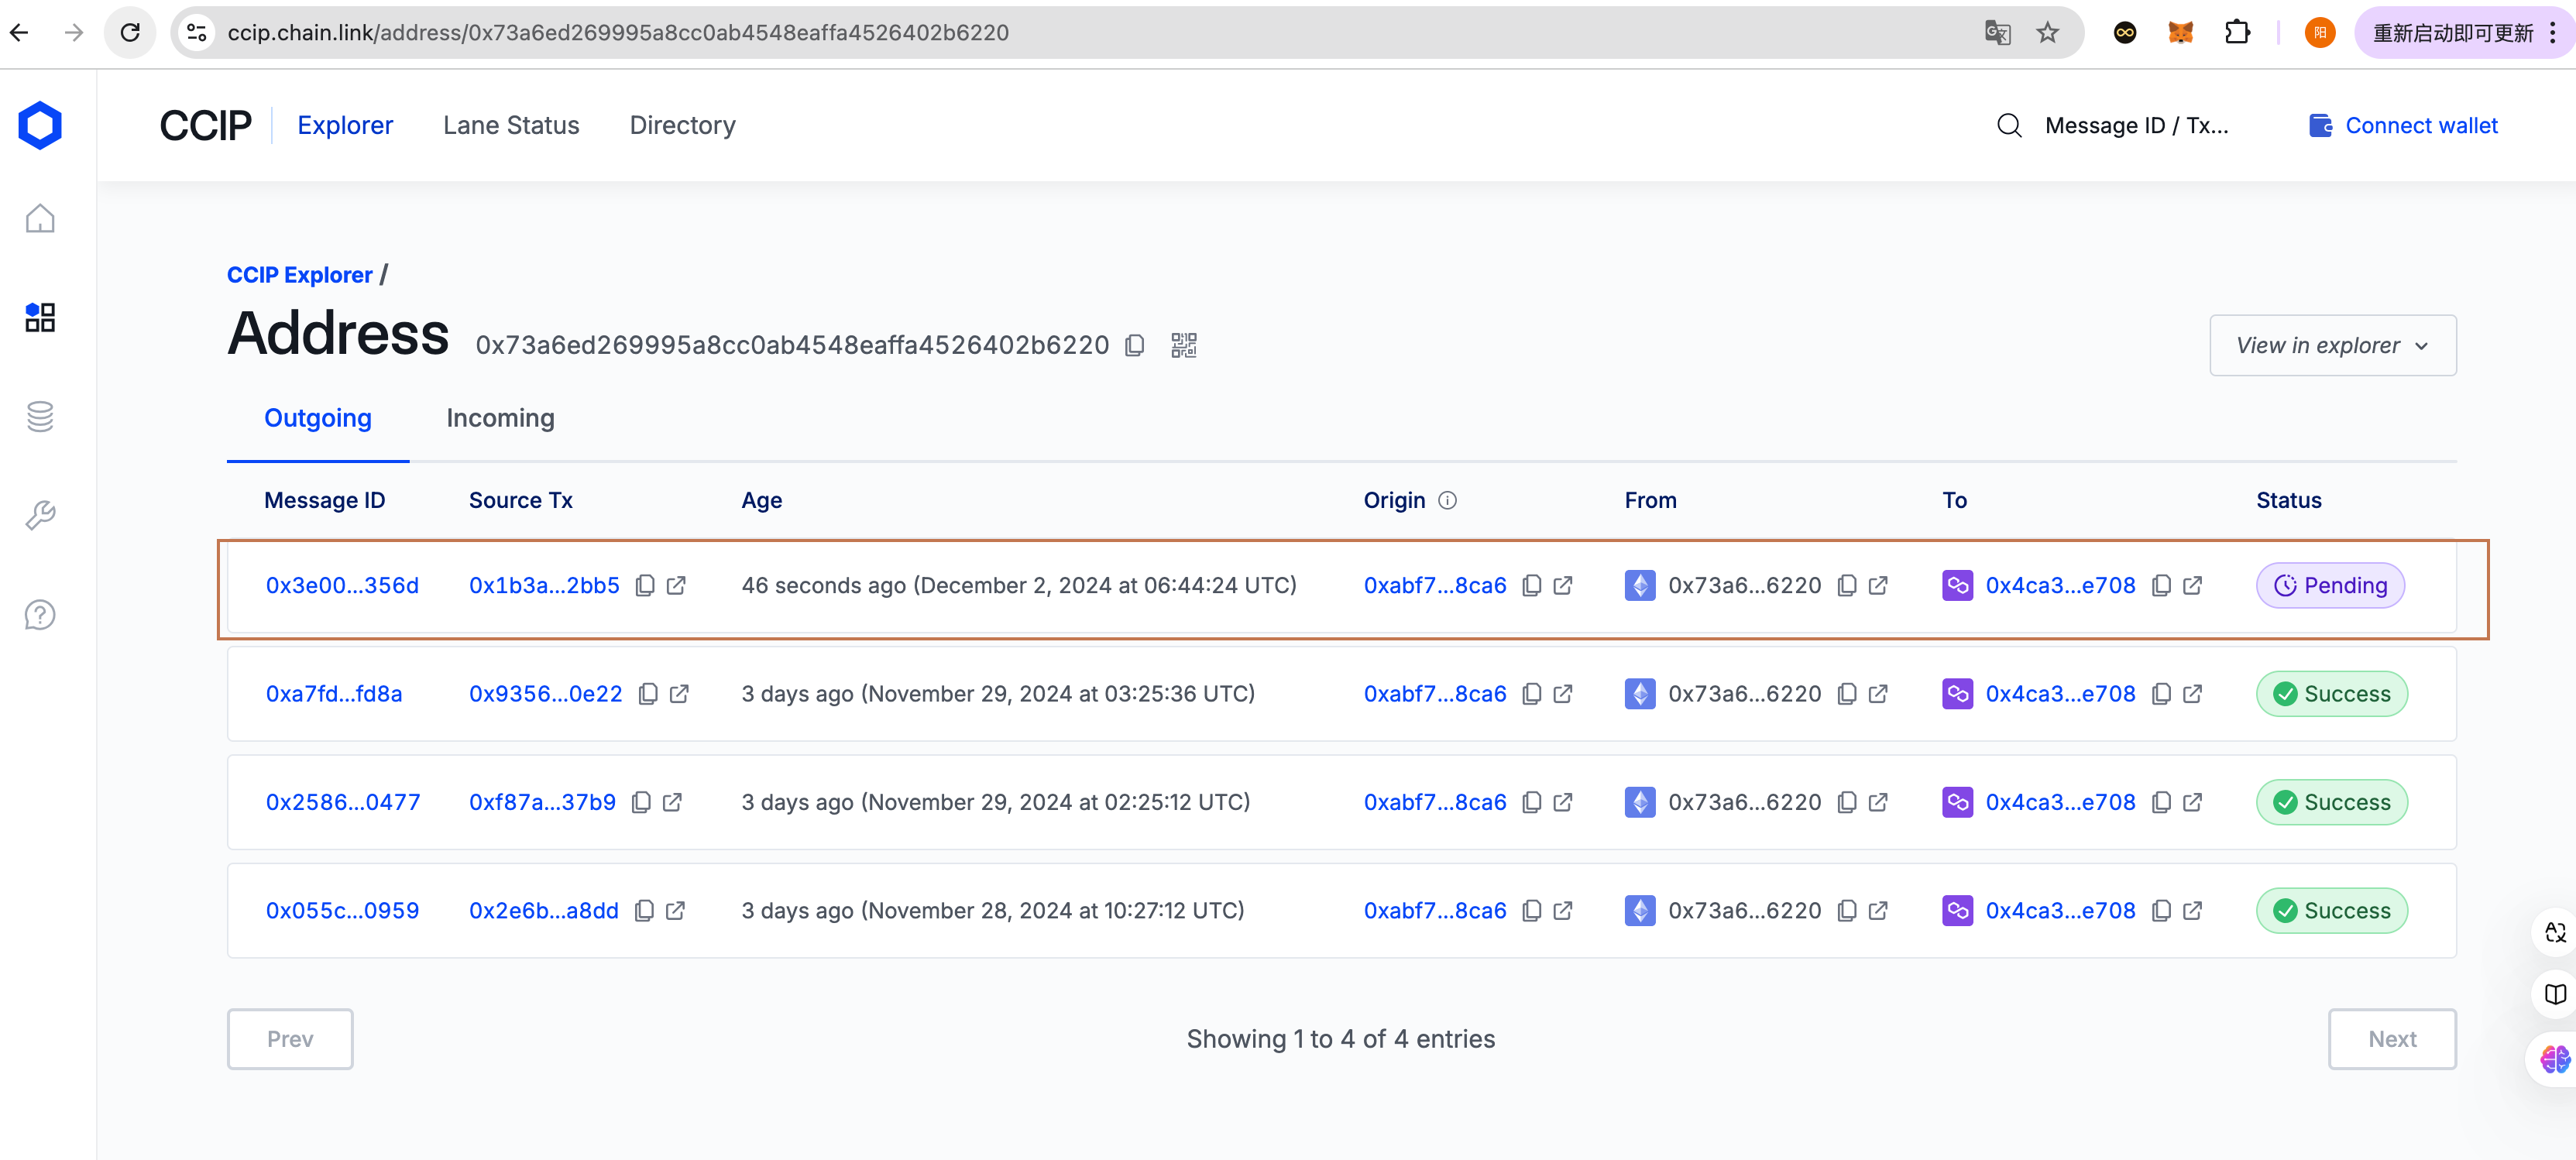 ccip.chain.link/address/0x73a6ed269995a8cc0ab4548eaffa4526402b6220
阳
重新启动即可更新
CCIP
Explorer
Lane Status
Directory
Message ID / Tx...
Connect wallet
CCIP Explorer /
Address 0x73a6ed269995a8cc0ab4548eaffa4526402b6220
View in explorer
Outgoing
Incoming
Message ID Source Tx Age Origin From To Status
0x3e00...356d 0x1b3a...2bb5 46 seconds ago (December 2, 2024 at 06:44:24 UTC) 0xabf7...8ca6 0x73a6...6220 0x4ca3...e708 Pending
0xa7fd...fd8a 0x9356...0e22 3 days ago (November 29, 2024 at 03:25:36 UTC) 0xabf7...8ca6 0x73a6...6220 0x4ca3...e708 Success
0x2586...0477 0xf87a...37b9 3 days ago (November 29, 2024 at 02:25:12 UTC) 0xabf7...8ca6 0x73a6...6220 0x4ca3...e708 Success
0x055c...0959 0x2e6b...a8dd 3 days ago (November 28, 2024 at 10:27:12 UTC) 0xabf7...8ca6 0x73a6...6220 0x4ca3...e708 Success
Prev
Showing 1 to 4 of 4 entries
Next